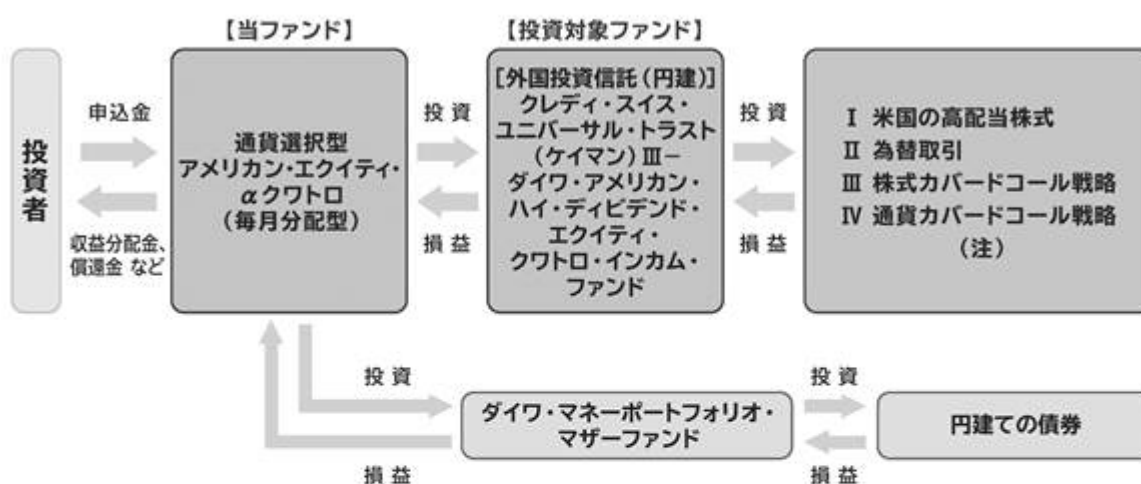 【当ファンド】
【投資対象ファンド】
投資者
申込金
収益分配金、
償還金 など
通貨選択型
アメリカン・エクイティ・
αクワトロ
（毎月分配型）
投 資
損 益
［外国投資信託（円建）］
クレディ・スイス・
ユニバーサル・トラスト
（ケイマン）Ⅲ－
ダイワ・アメリカン・
ハイ・ディビデンド・
エクイティ・
クワトロ・インカム・
ファンド
投 資
損 益
Ⅰ 米国の高配当株式
Ⅱ 為替取引
Ⅲ 株式カバードコール戦略
Ⅳ 通貨カバードコール戦略
（注）
投 資
損 益
ダイワ・マネーポートフォリオ・
マザーファンド
投 資
損 益
円建ての債券